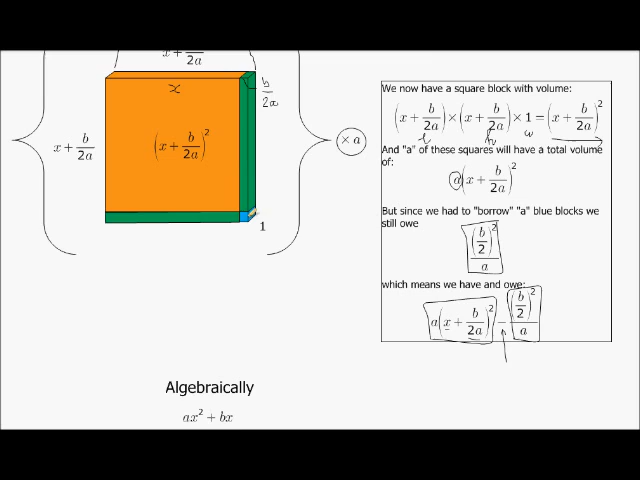 x + b/2a
x
b/2a
x + b/2a
(x + b/2a)²
× a
1
We now have a square block with volume:
(x + b/2a) × (x + b/2a) × 1 = (x + b/2a)²
l h w
And "a" of these squares will have a total volume
of:
a(x + b/2a)²
But since we had to "borrow" "a" blue blocks we
still owe
(b/2)²/a
which means we have and owe:
a(x + b/2a)² − (b/2)²/a
Algebraically
ax² + bx